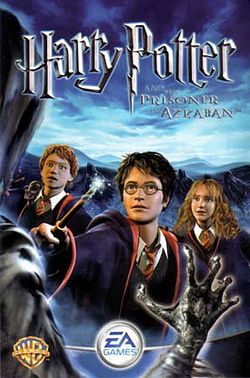 Harry Potter
AND THE
PRISONER
OF AZKABAN
WB
EA
GAMES